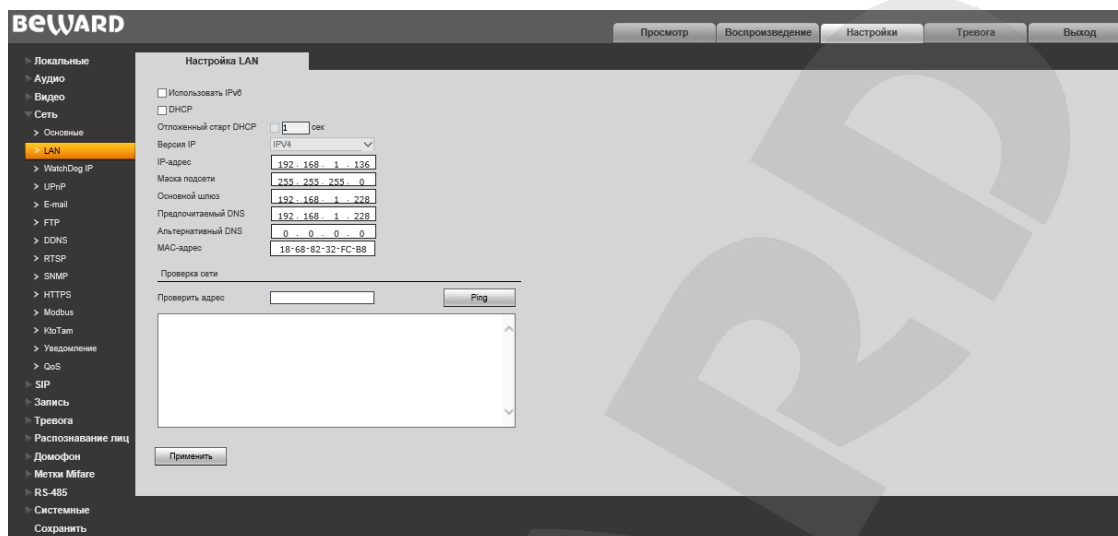 BEWARD
Просмотр
Воспроизведение
Настройки
Тревога
Выход
Локальные
Аудио
Видео
Сеть
Основные
LAN
WatchDog IP
UPnP
E-mail
FTP
DDNS
RTSP
SNMP
HTTPS
Modbus
KtoTam
Уведомление
QoS
SIP
Запись
Тревога
Распознавание лиц
Домофон
Метки Mifare
RS-485
Системные
Сохранить
Настройка LAN
Использовать IPv6
DHCP
Отложенный старт DHCP 1 сек
Версия IP IPV4
IP-адрес 192 . 168 . 1 . 136
Маска подсети 255 . 255 . 255 . 0
Основной шлюз 192 . 168 . 1 . 228
Предпочитаемый DNS 192 . 168 . 1 . 228
Альтернативный DNS 0 . 0 . 0 . 0
MAC-адрес 18-68-82-32-FC-B8
Проверка сети
Проверить адрес Ping
Применить